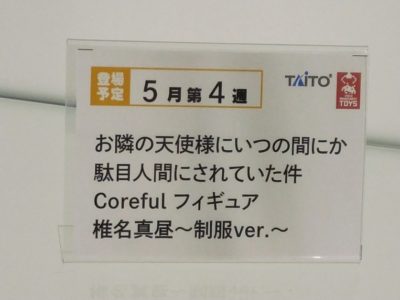 登場
予定
5月第4週
TAITO
TOYS
お隣の天使様にいつの間にか
駄目人間にされていた件
Coreful フィギュア
椎名真昼～制服ver.～